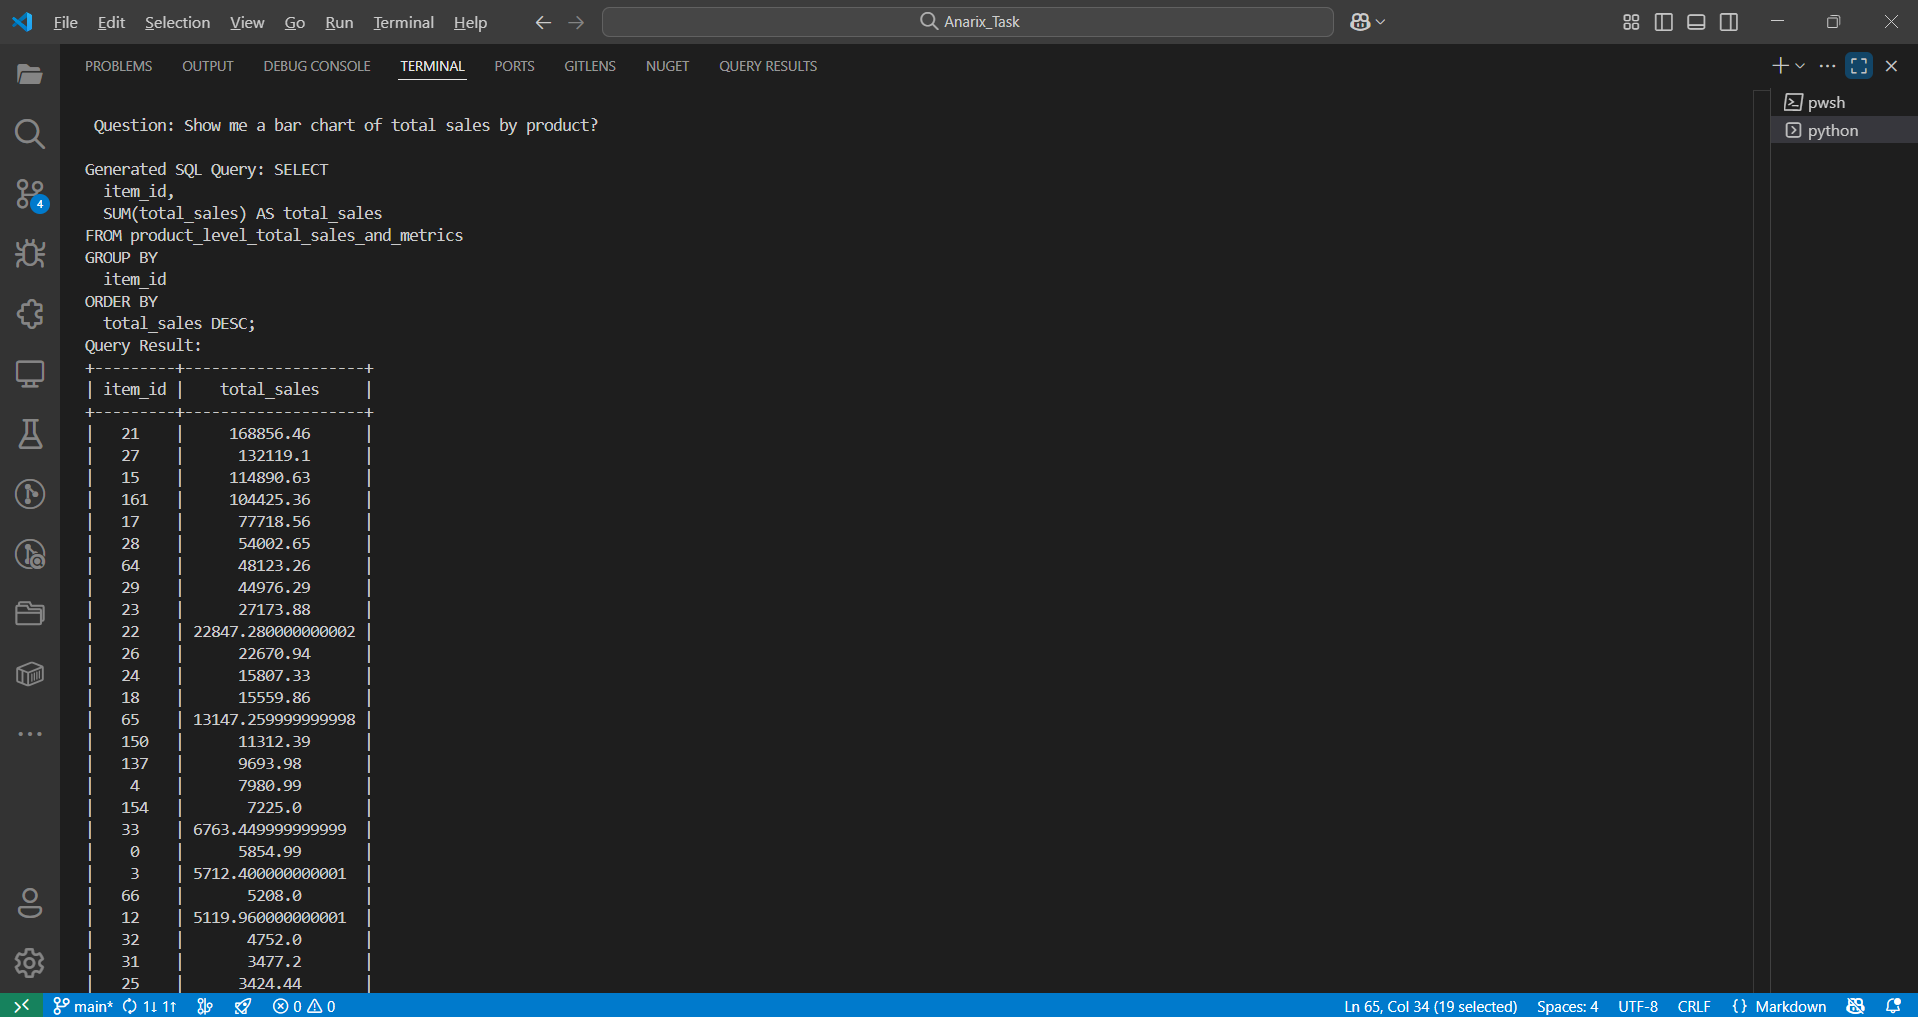 File Edit Selection View Go Run Terminal Help Anarix_Task
PROBLEMS OUTPUT DEBUG CONSOLE TERMINAL PORTS GITLENS NUGET QUERY RESULTS
pwsh
python
Question: Show me a bar chart of total sales by product?
Generated SQL Query: SELECT
item_id,
SUM(total_sales) AS total_sales
FROM product_level_total_sales_and_metrics
GROUP BY
item_id
ORDER BY
total_sales DESC;
Query Result:
+---------+--------------------+
| item_id | total_sales |
+---------+--------------------+
| 21 | 168856.46 |
| 27 | 132119.1 |
| 15 | 114890.63 |
| 161 | 104425.36 |
| 17 | 77718.56 |
| 28 | 54002.65 |
| 64 | 48123.26 |
| 29 | 44976.29 |
| 23 | 27173.88 |
| 22 | 22847.280000000002 |
| 26 | 22670.94 |
| 24 | 15807.33 |
| 18 | 15559.86 |
| 65 | 13147.259999999998 |
| 150 | 11312.39 |
| 137 | 9693.98 |
| 4 | 7980.99 |
| 154 | 7225.0 |
| 33 | 6763.449999999999 |
| 0 | 5854.99 |
| 3 | 5712.400000000001 |
| 66 | 5208.0 |
| 12 | 5119.960000000001 |
| 32 | 4752.0 |
| 31 | 3477.2 |
| 25 | 3424.44 |
4
main* 1↓ 1↑ 0 0 Ln 65, Col 34 (19 selected) Spaces: 4 UTF-8 CRLF {} Markdown